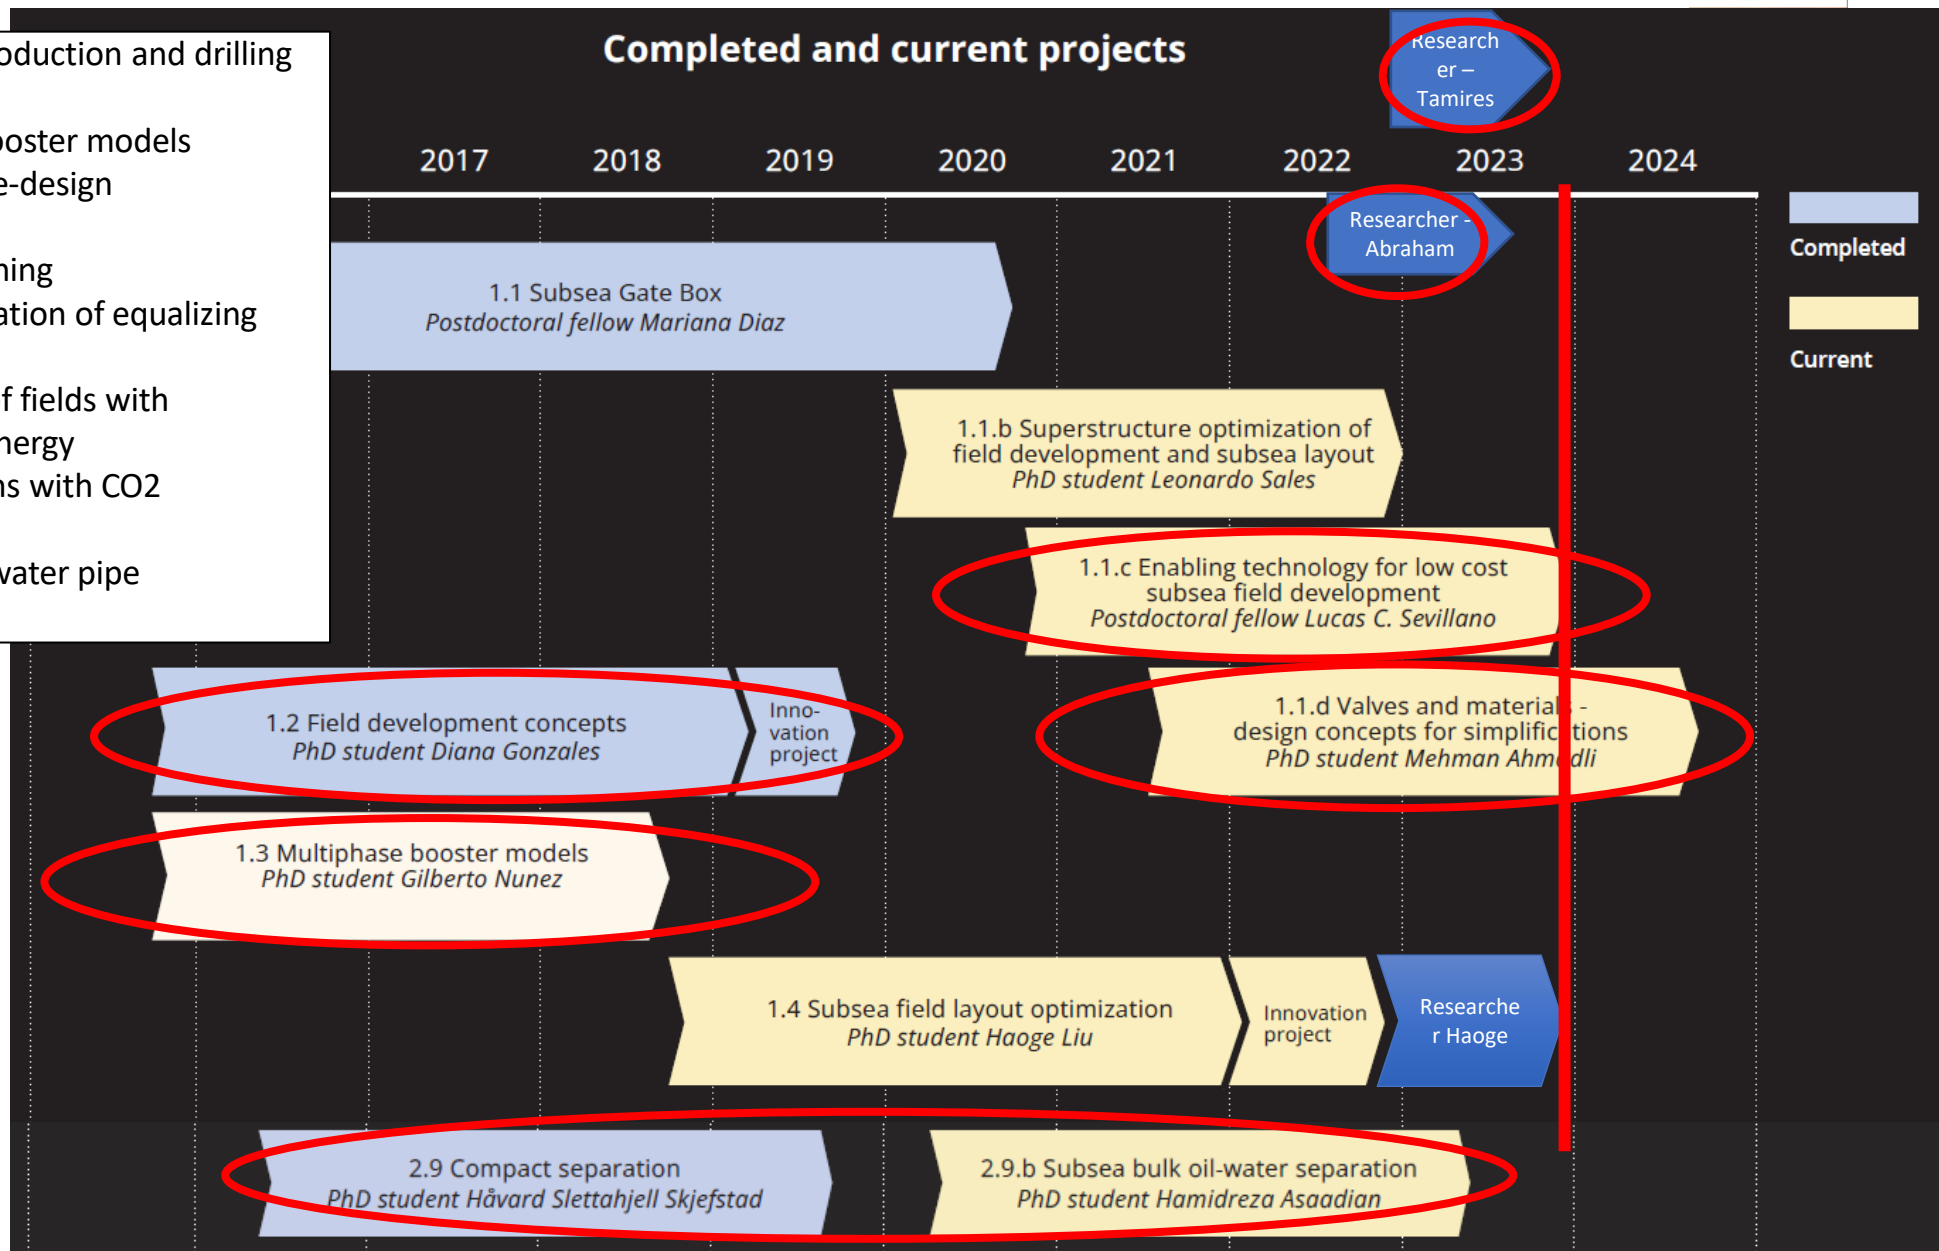 Completed and current projects
Research
er –
Tamires
oduction and drilling
ooster models
e-design
ning
ation of equalizing
of fields with
nergy
ns with CO2
water pipe
2017
2018
2019
2020
2021
2022
2023
2024
Researcher -
Abraham
Completed
Current
1.1 Subsea Gate Box
Postdoctoral fellow Mariana Diaz
1.1.b Superstructure optimization of
field development and subsea layout
PhD student Leonardo Sales
1.1.c Enabling technology for low cost
subsea field development
Postdoctoral fellow Lucas C. Sevillano
1.2 Field development concepts
PhD student Diana Gonzales
Inno-
vation
project
1.1.d Valves and materials -
design concepts for simplifications
PhD student Mehman Ahmadli
1.3 Multiphase booster models
PhD student Gilberto Nunez
1.4 Subsea field layout optimization
PhD student Haoge Liu
Innovation
project
Researche
r Haoge
2.9 Compact separation
PhD student Håvard Slettahjell Skjefstad
2.9.b Subsea bulk oil-water separation
PhD student Hamidreza Asaadian